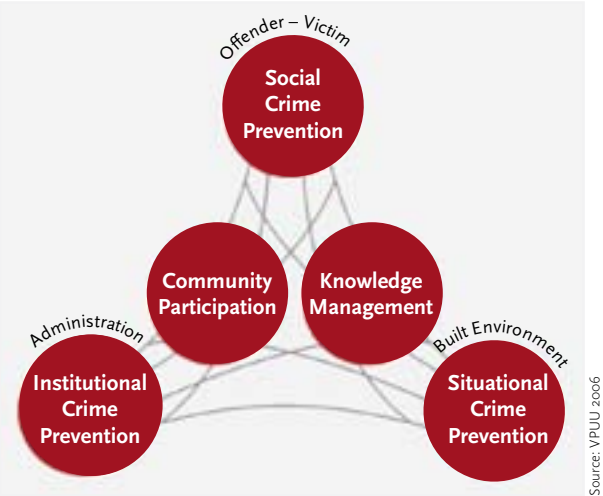 Offender – Victim
Social
Crime
Prevention
Community
Participation
Knowledge
Management
Administration
Institutional
Crime
Prevention
Built Environment
Situational
Crime
Prevention
Source: VPUU 2006